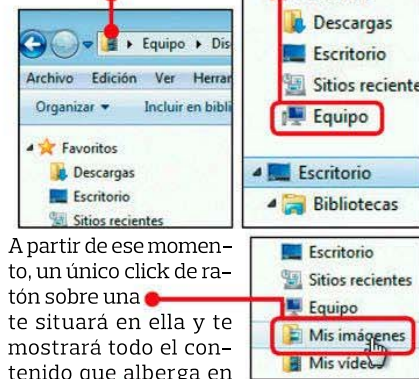 Equipo ▸ Dis
Archivo Edición Ver Herrar
Organizar Incluir en bibli
Favoritos
Descargas
Escritorio
Sitios recientes
Descargas
Escritorio
Sitios reciente
Equipo
Escritorio
Bibliotecas
A partir de ese momen-
to, un único click de ra-
tón sobre una
te situará en ella y te
mostrará todo el con-
tenido que alberga en
Escritorio
Sitios recientes
Equipo
Mis imágenes
Mis vídeos